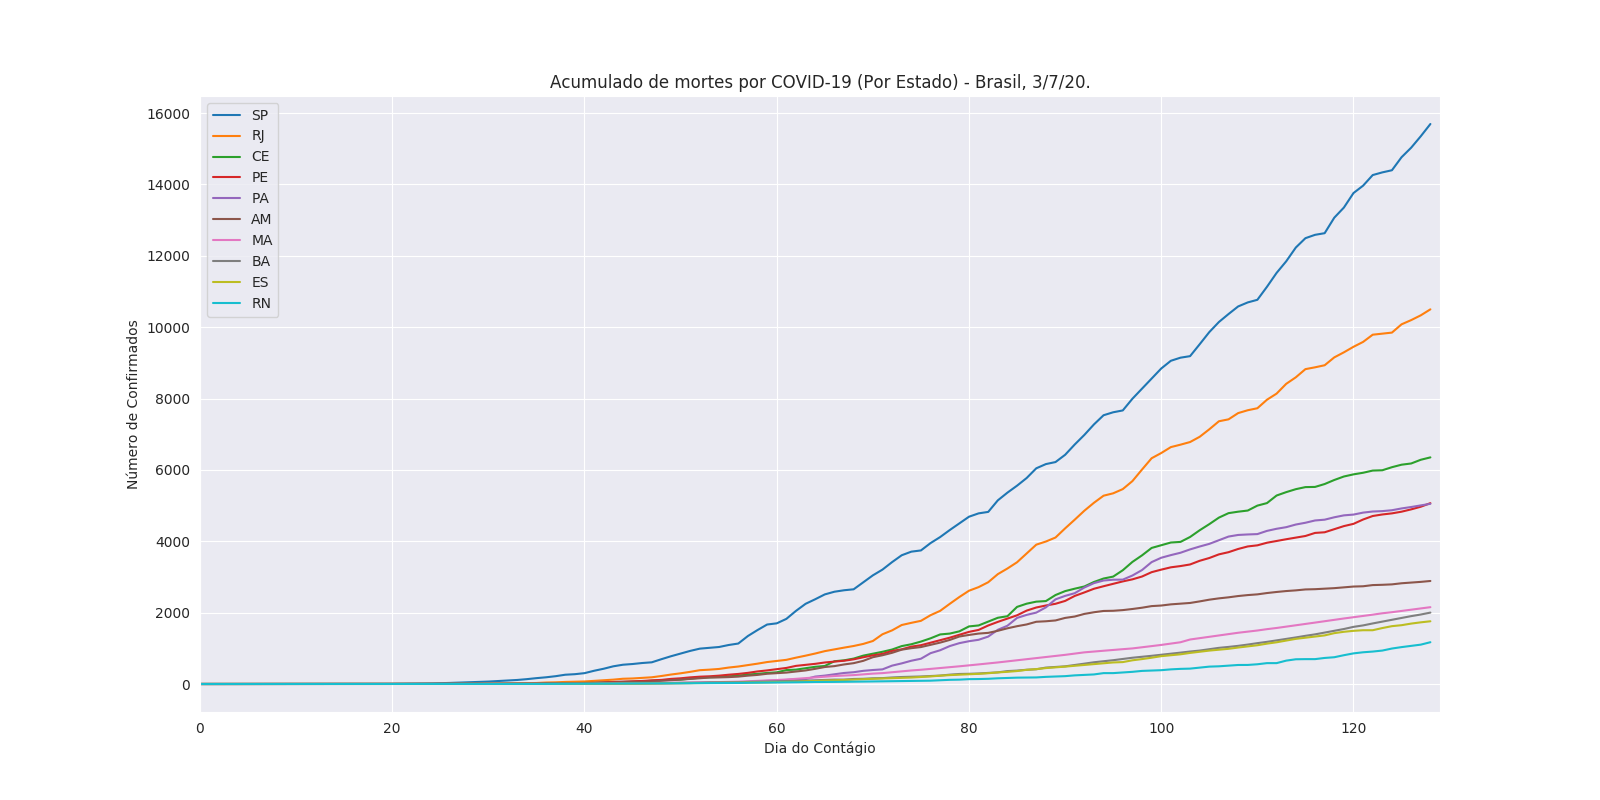 Acumulado de mortes por COVID-19 (Por Estado) - Brasil, 3/7/20.
16000
14000
12000
10000
8000
6000
4000
2000
0
Número de Confirmados
SP
RJ
CE
PE
PA
AM
MA
BA
ES
RN
0 20 40 60 80 100 120
Dia do Contágio